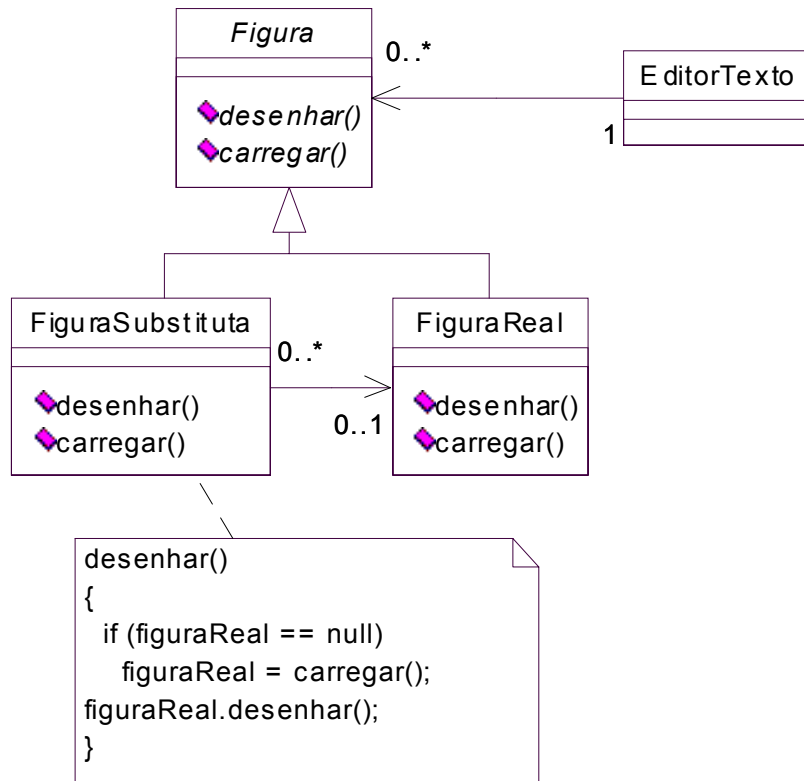 Figura
0..*
EditorTexto
desenhar()
carregar()
1
FiguraSubstituta
FiguraReal
0..*
desenhar()
carregar()
0..1
desenhar()
carregar()
desenhar()
{
if (figuraReal == null)
figuraReal = carregar();
figuraReal.desenhar();
}